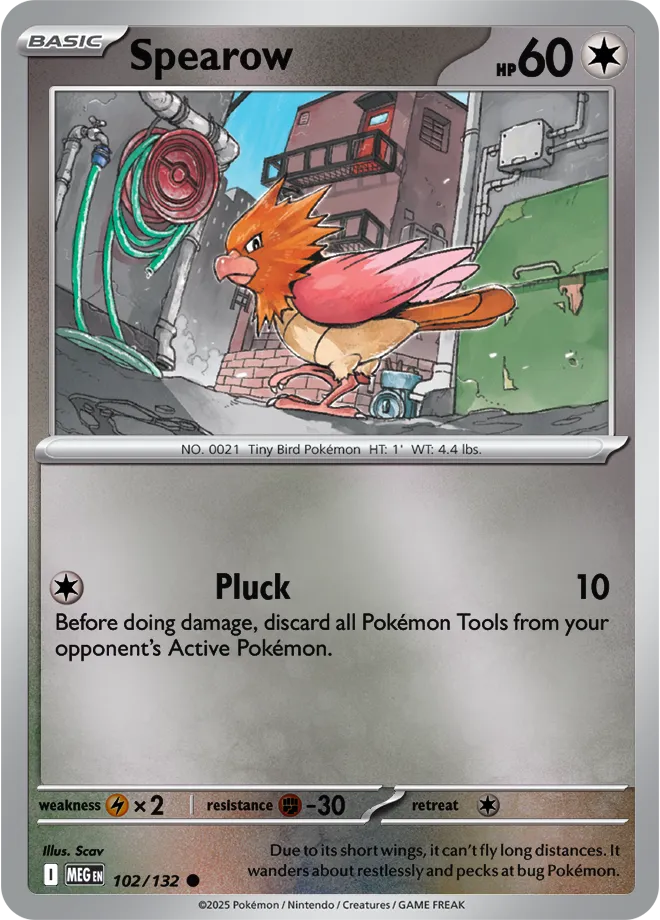 BASIC
Spearow
HP 60
NO. 0021 Tiny Bird Pokémon HT: 1' WT: 4.4 lbs.
Pluck 10
Before doing damage, discard all Pokémon Tools from your
opponent's Active Pokémon.
weakness ×2 resistance -30 retreat
Illus. Scav
Due to its short wings, it can't fly long distances. It
wanders about restlessly and pecks at bug Pokémon.
I MEG EN 102/132
©2025 Pokémon / Nintendo / Creatures / GAME FREAK